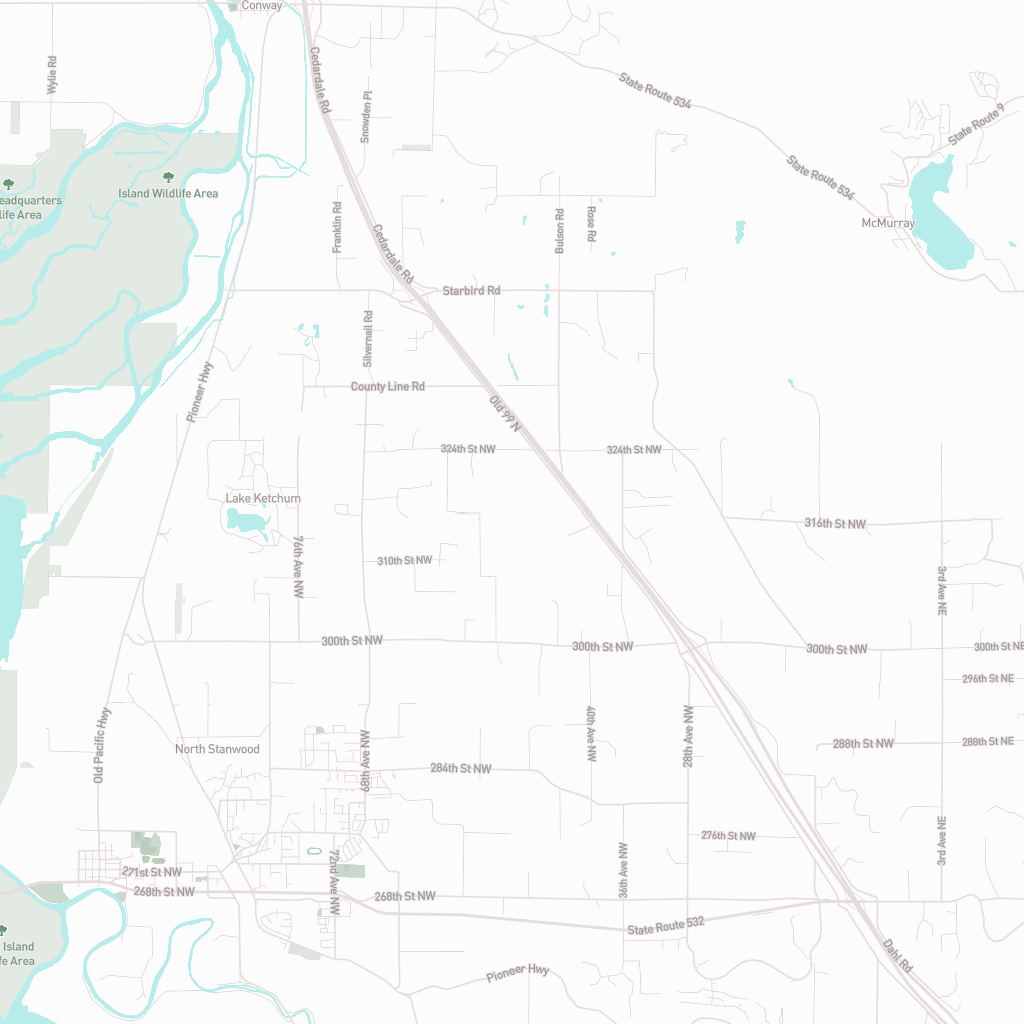 Conway
Wylie Rd
Cedardale Rd
Snowden Pl
State Route 534
State Route 9
State Route 534
Island Wildlife Area
eadquarters
life Area
McMurray
Franklin Rd
Cedardale Rd
Bulson Rd
Rose Rd
Starbird Rd
Silvernail Rd
Pioneer Hwy
County Line Rd
Old 99 N
324th St NW
324th St NW
Lake Ketchum
316th St NW
76th Ave NW
310th St NW
3rd Ave NE
300th St NW
300th St NW
300th St NW
300th St NE
296th St NE
Old Pacific Hwy
North Stanwood
68th Ave NW
40th Ave NW
28th Ave NW
288th St NW
288th St NE
284th St NW
276th St NW
3rd Ave NE
271st St NW
72nd Ave NW
36th Ave NW
268th St NW
268th St NW
State Route 532
Island
fe Area
Pioneer Hwy
Dahl Rd